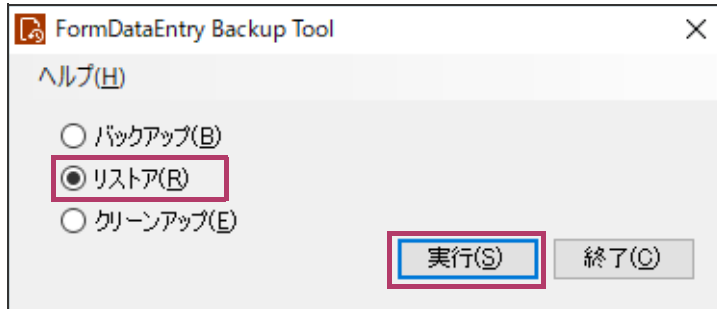 FormDataEntry Backup Tool
ヘルプ(H)
バックアップ(B)
リストア(R)
クリーンアップ(E)
実行(S) 終了(C)